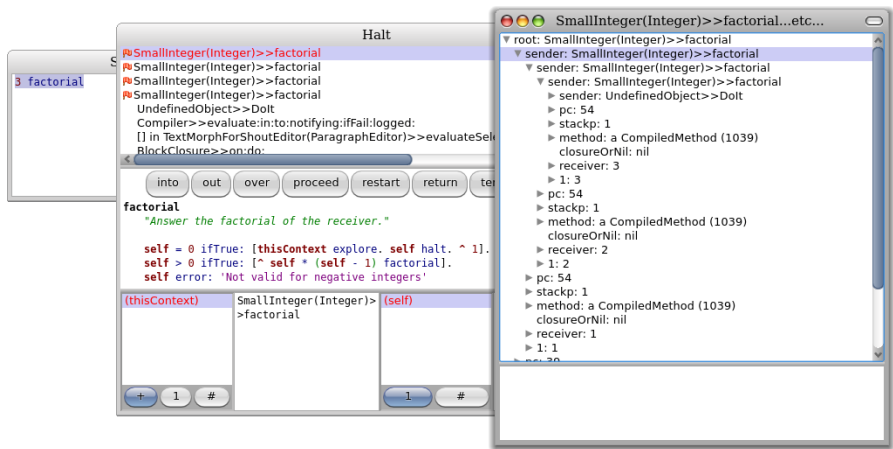 S
3 factorial
Halt
SmallInteger(Integer)>>factorial
SmallInteger(Integer)>>factorial
SmallInteger(Integer)>>factorial
SmallInteger(Integer)>>factorial
UndefinedObject>>DoIt
Compiler>>evaluate:in:to:notifying:ifFail:logged:
[] in TextMorphForShoutEditor(ParagraphEditor)>>evaluateSele
BlockClosure>>on:do:
into out over proceed restart return
factorial
"Answer the factorial of the receiver."
self = 0 ifTrue: [thisContext explore. self halt. ^ 1].
self > 0 ifTrue: [^ self * (self - 1) factorial].
self error: 'Not valid for negative integers'
(thisContext)
+ 1 #
SmallInteger(Integer)>
>factorial
(self)
1 #
SmallInteger(Integer)>>factorial...etc...
root: SmallInteger(Integer)>>factorial
sender: SmallInteger(Integer)>>factorial
sender: SmallInteger(Integer)>>factorial
sender: SmallInteger(Integer)>>factorial
sender: UndefinedObject>>DoIt
pc: 54
stackp: 1
method: a CompiledMethod (1039)
closureOrNil: nil
receiver: 3
1: 3
pc: 54
stackp: 1
method: a CompiledMethod (1039)
closureOrNil: nil
receiver: 2
1: 2
pc: 54
stackp: 1
method: a CompiledMethod (1039)
closureOrNil: nil
receiver: 1
1: 1
pc: 39